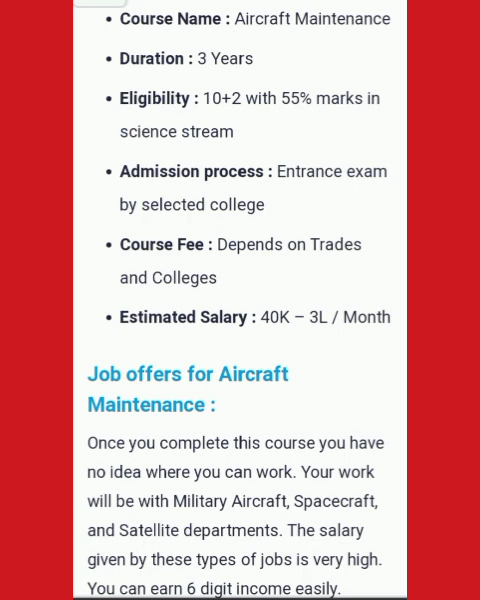 • Course Name : Aircraft Maintenance
• Duration : 3 Years
• Eligibility : 10+2 with 55% marks in
science stream
• Admission process : Entrance exam
by selected college
• Course Fee : Depends on Trades
and Colleges
• Estimated Salary : 40K – 3L / Month
Job offers for Aircraft
Maintenance :
Once you complete this course you have
no idea where you can work. Your work
will be with Military Aircraft, Spacecraft,
and Satellite departments. The salary
given by these types of jobs is very high.
You can earn 6 digit income easily.